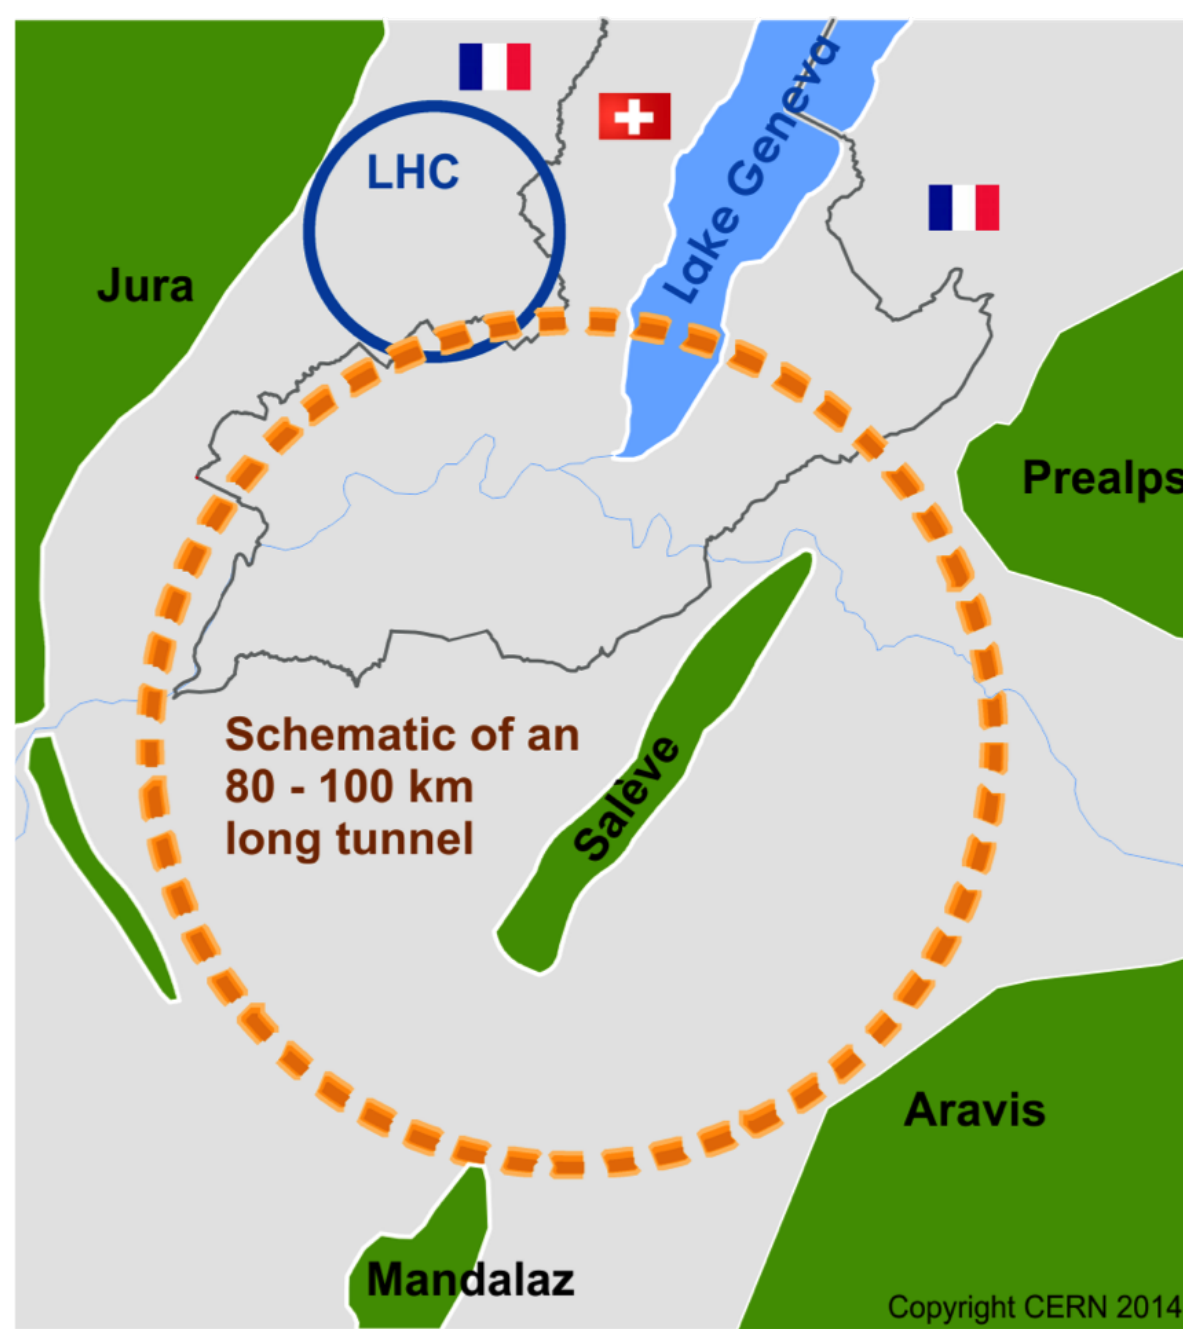 LHC
Lake Geneva
Jura
Prealps
Schematic of an
80 - 100 km
long tunnel
Salève
Aravis
Mandalaz
Copyright CERN 2014